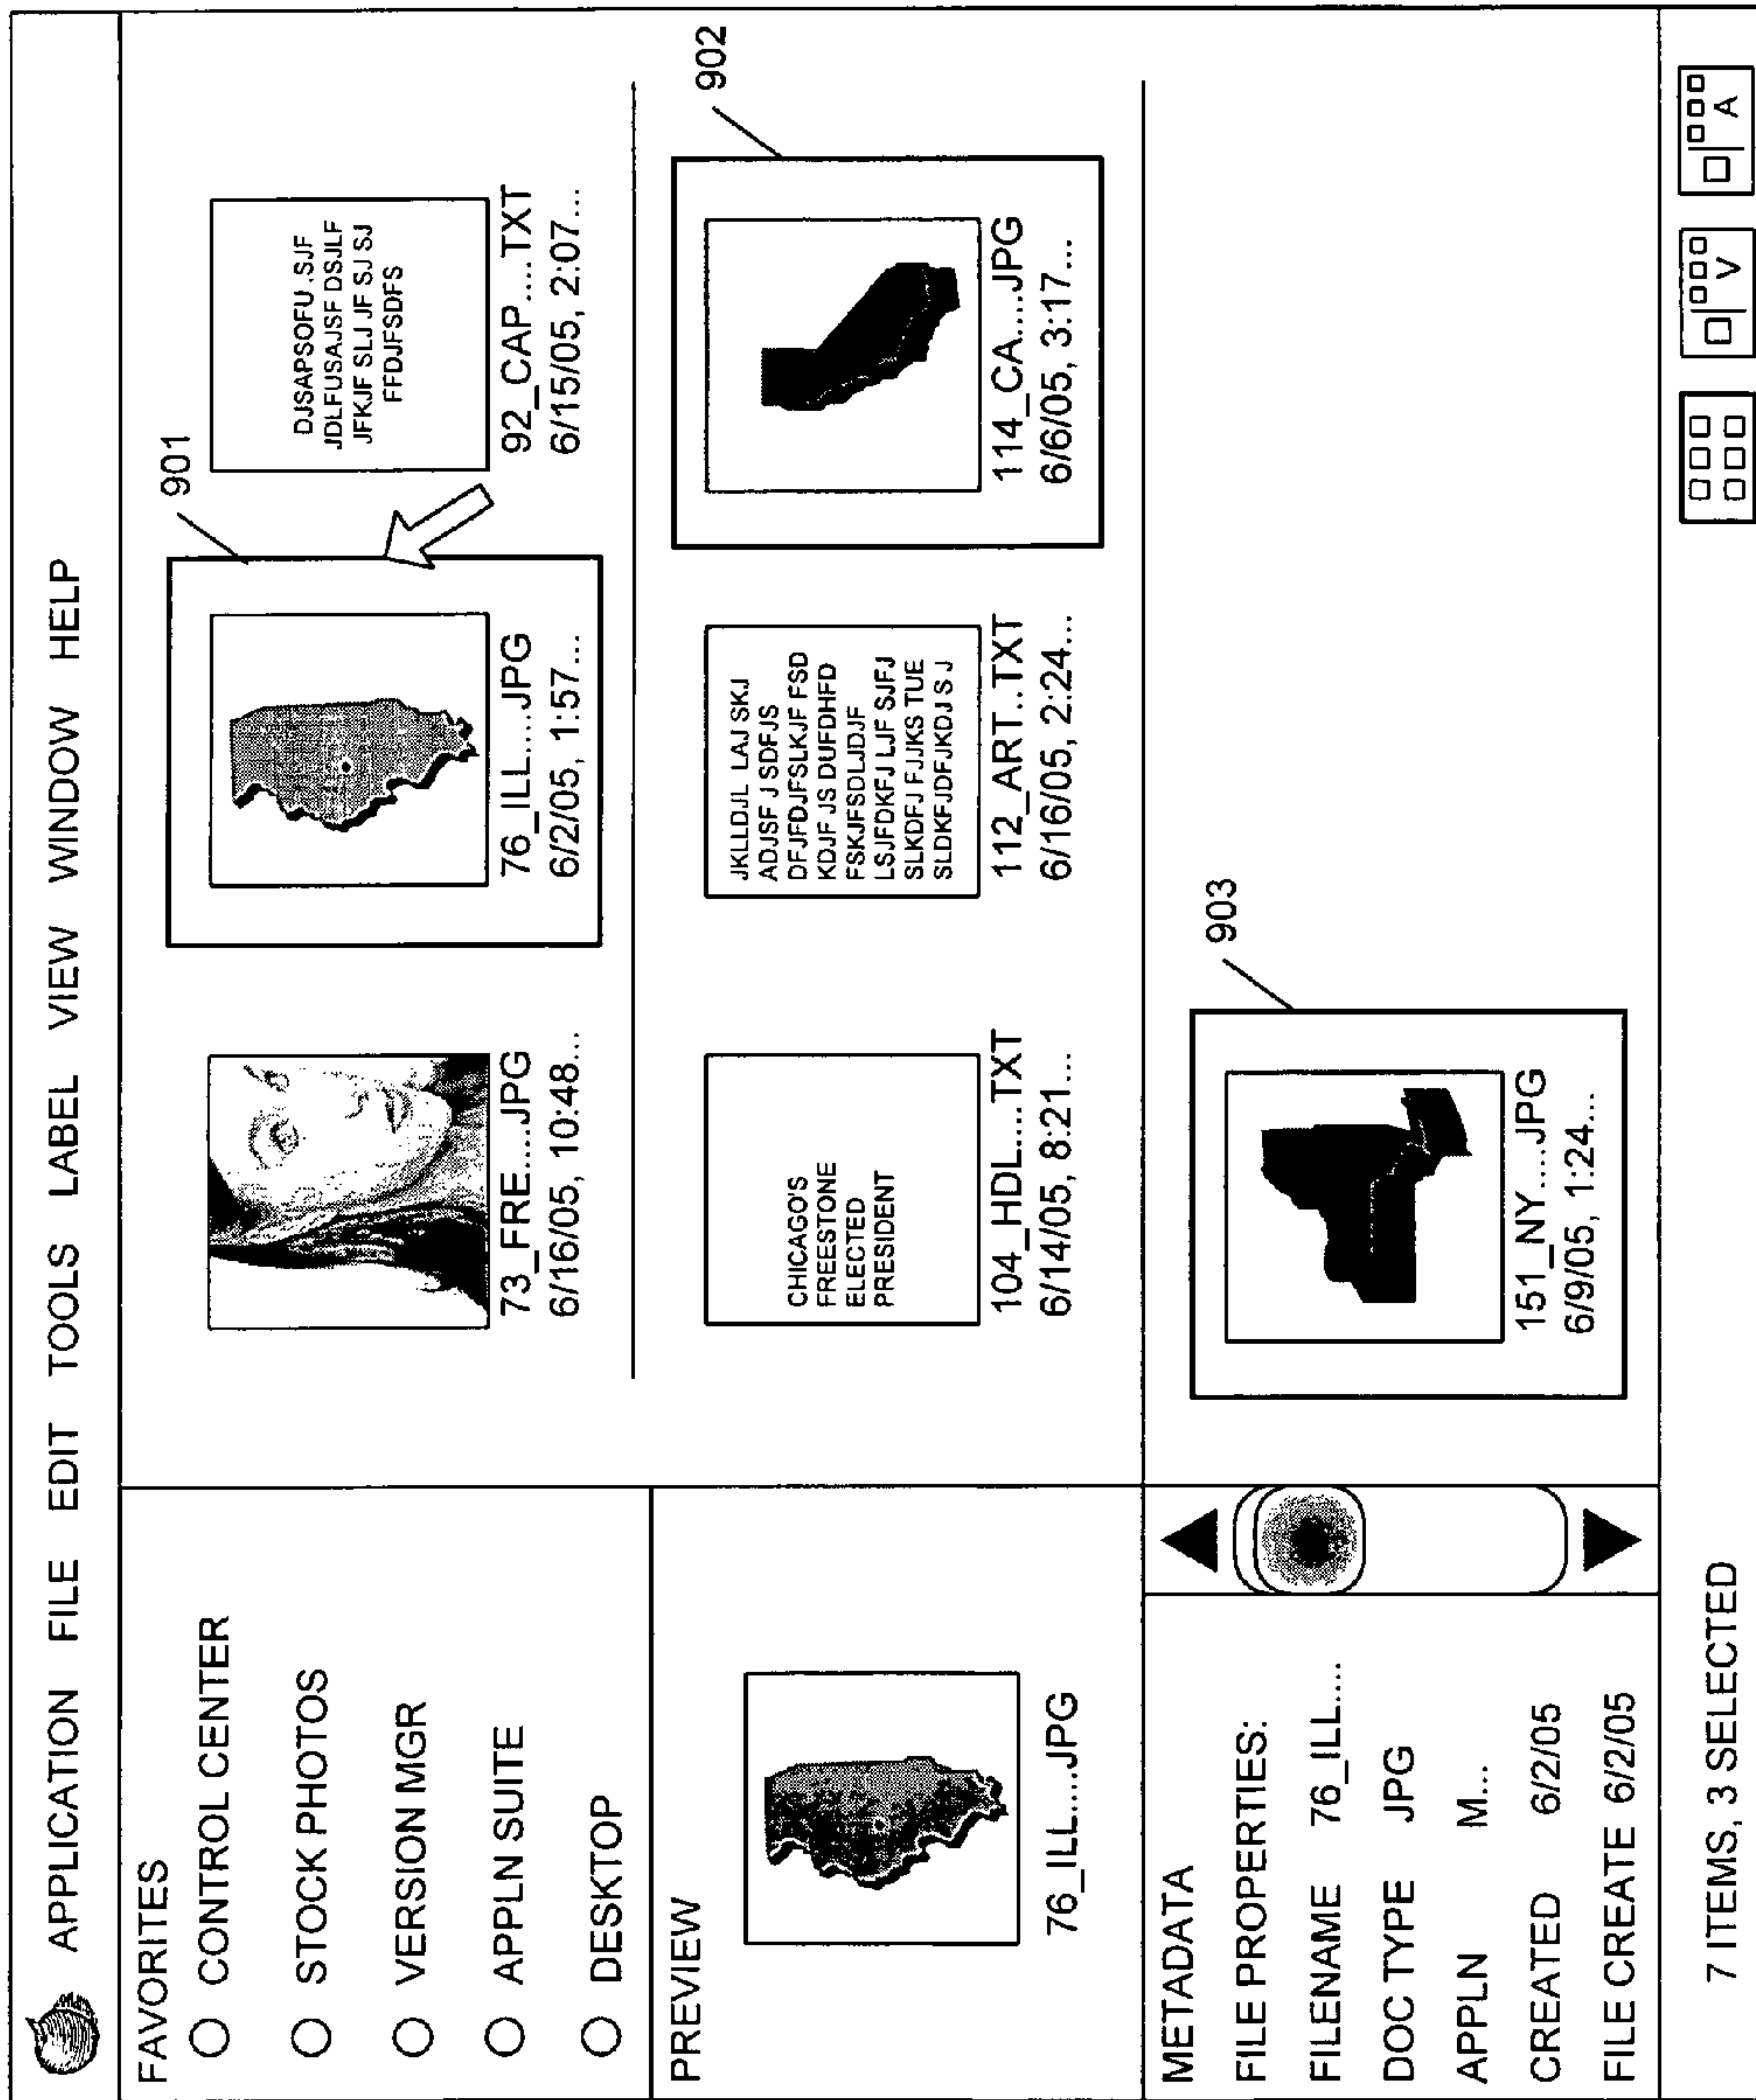 APPLICATION FILE EDIT TOOLS LABEL VIEW WINDOW HELP
FAVORITES
CONTROL CENTER
STOCK PHOTOS
VERSION MGR
APPLN SUITE
DESKTOP
PREVIEW
76_ILL....JPG
METADATA
FILE PROPERTIES:
FILENAME 76_ILL....
DOC TYPE JPG
APPLN M...
CREATED 6/2/05
FILE CREATE 6/2/05
73_FRE....JPG
6/16/05, 10:48...
901
76_ILL....JPG
6/2/05, 1:57...
DJSAPSOFU .SJF
JDLFUSAJSF DSJLF
JFKJF SLJ JF SJ SJ
FFDJFSDFS
92_CAP....TXT
6/15/05, 2:07...
CHICAGO'S
FREESTONE
ELECTED
PRESIDENT
104_HDL....TXT
6/14/05, 8:21...
JKLLDJL LAJ SKJ
ADJSF J SDFJS
DFJFDJFSLKJF FSD
KDJF JS DUFDHFD
FSKJFSDLJDJF
LSJFDKFJ LJF SJFJ
SLKDFJ FJJKS TUE
SLDKFJDFJKDJ S J
112_ART..TXT
6/16/05, 2:24...
902
114_CA....JPG
6/6/05, 3:17...
903
151_NY....JPG
6/9/05, 1:24...
7 ITEMS, 3 SELECTED
V
A